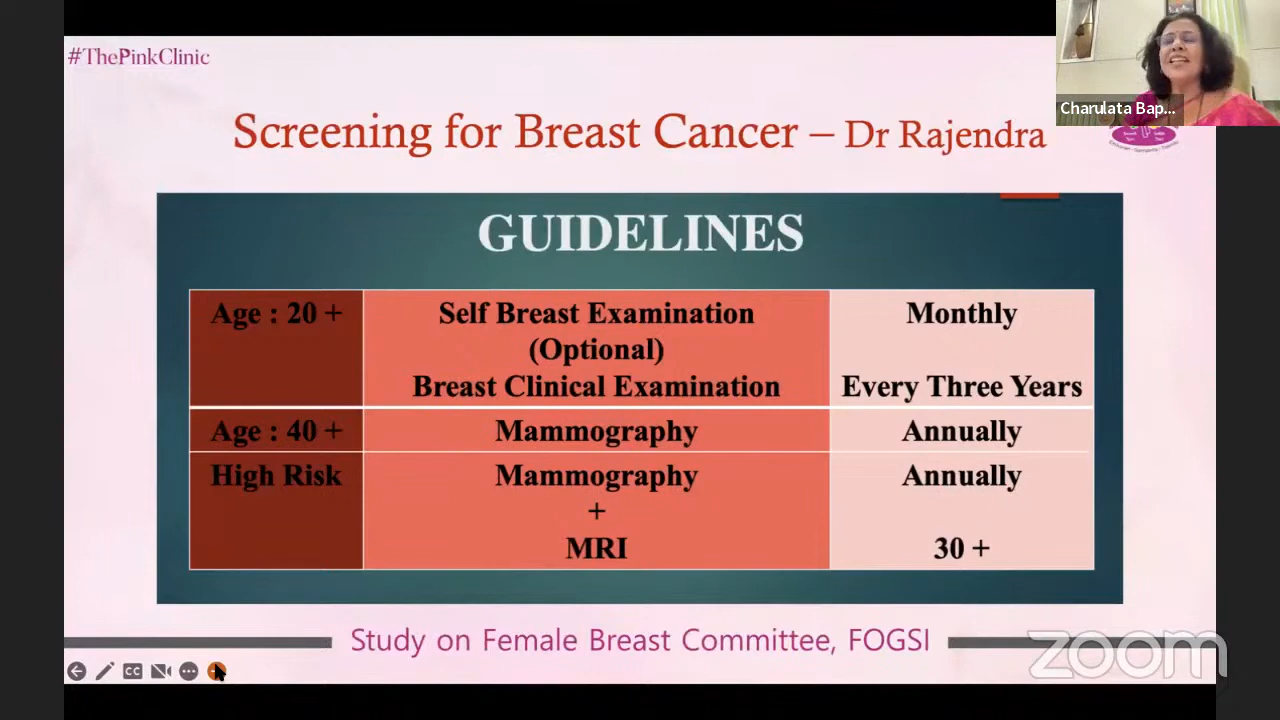 #ThePinkClinic
Charulata Bap...
Screening for Breast Cancer – Dr Rajendra
GUIDELINES
Age : 20 +
Self Breast Examination
(Optional)
Breast Clinical Examination
Monthly
Every Three Years
Age : 40 +
Mammography
Annually
High Risk
Mammography
+
MRI
Annually
30 +
Study on Female Breast Committee, FOGSI
CC
zoom